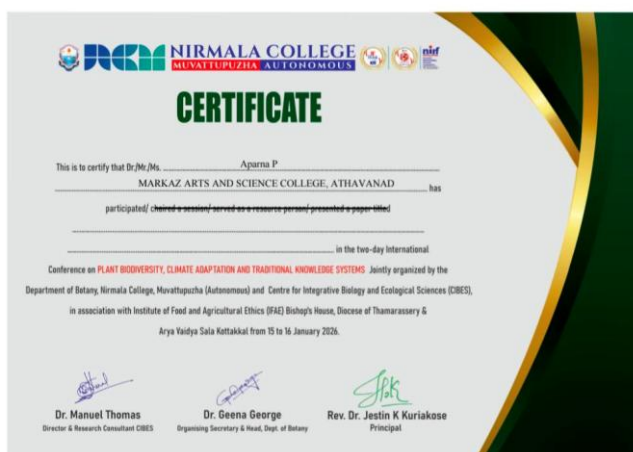 NCM NIRMALA COLLEGE
MUVATTUPUZHA AUTONOMOUS
nirf
CERTIFICATE
This is to certify that Dr/Mr./Ms. Aparna P
MARKAZ ARTS AND SCIENCE COLLEGE, ATHAVANAD has
participated/ chaired a session/ served as a resource person/ presented a paper titled
in the two-day International
Conference on PLANT BIODIVERSITY, CLIMATE ADAPTATION AND TRADITIONAL KNOWLEDGE SYSTEMS Jointly organized by the
Department of Botany, Nirmala College, Muvattupuzha (Autonomous) and Centre for Integrative Biology and Ecological Sciences (CIBES),
in association with Institute of Food and Agricultural Ethics (IFAE) Bishop's House, Diocese of Thamarassery &
Arya Vaidya Sala Kottakkal from 15 to 16 January 2026.
Dr. Manuel Thomas
Director & Research Consultant CIBES
Dr. Geena George
Organising Secretary & Head, Dept. of Botany
Rev. Dr. Jestin K Kuriakose
Principal